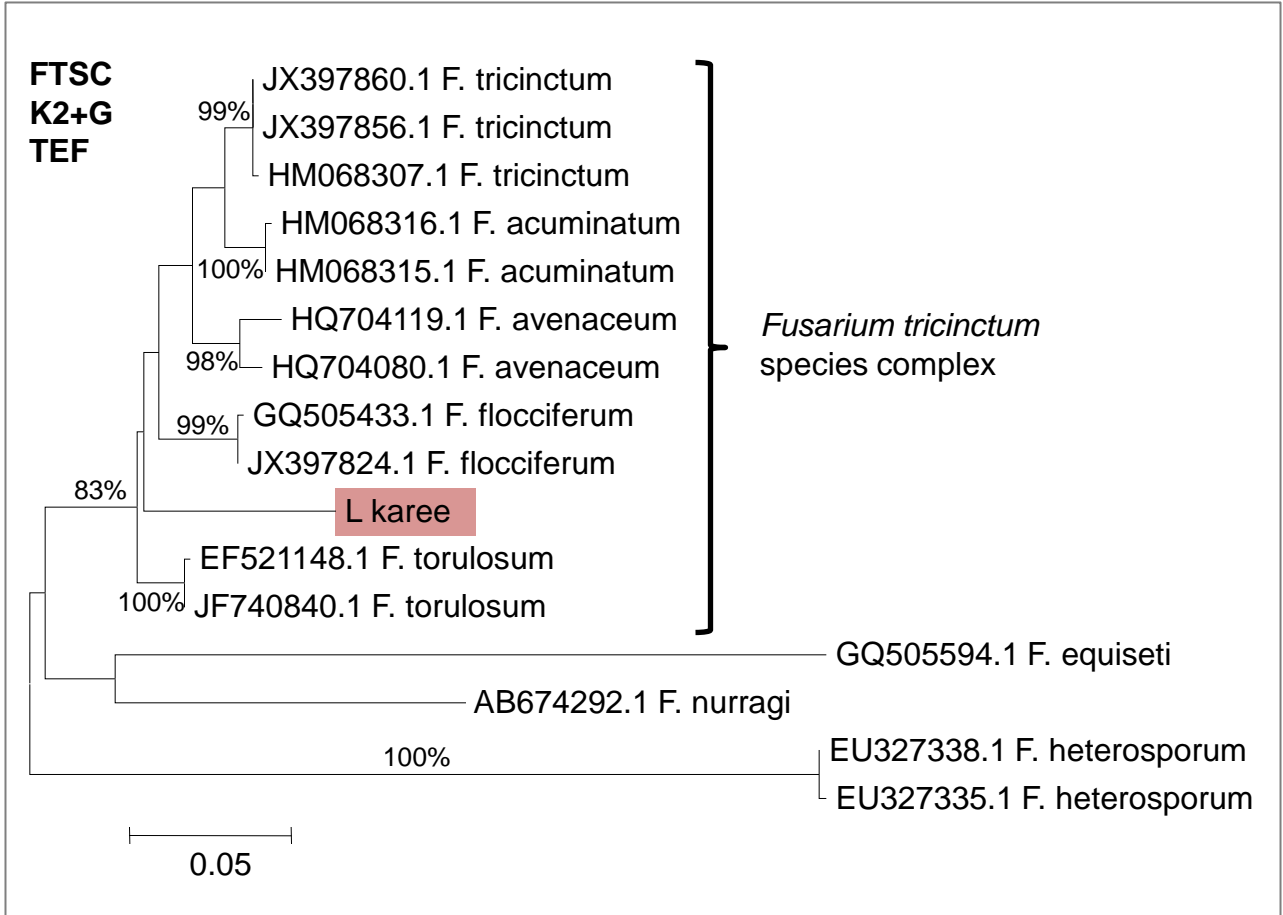 FTSC
K2+G
TEF
JX397860.1 F. tricinctum
99%
JX397856.1 F. tricinctum
HM068307.1 F. tricinctum
HM068316.1 F. acuminatum
100%
HM068315.1 F. acuminatum
HQ704119.1 F. avenaceum
98%
HQ704080.1 F. avenaceum
Fusarium tricinctum
species complex
GQ505433.1 F. flocciferum
99%
JX397824.1 F. flocciferum
83%
L karee
EF521148.1 F. torulosum
100%
JF740840.1 F. torulosum
GQ505594.1 F. equiseti
AB674292.1 F. nurragi
100%
EU327338.1 F. heterosporum
EU327335.1 F. heterosporum
0.05